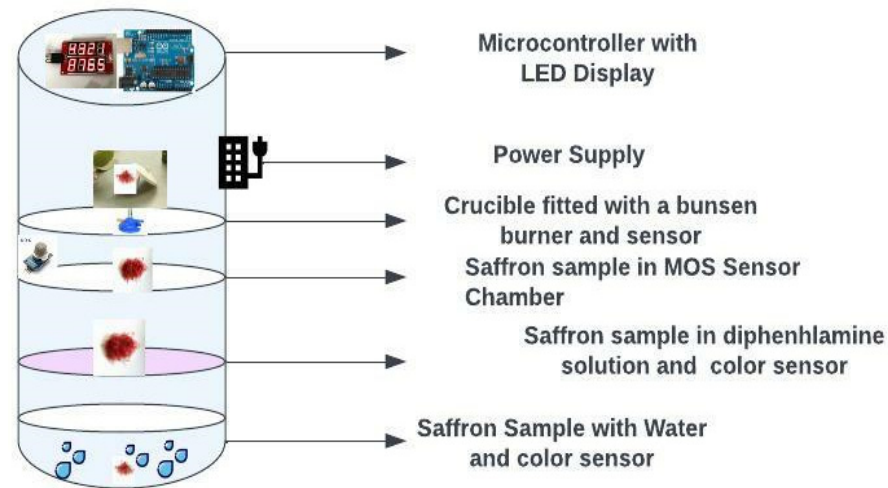 4321
8765
Microcontroller with
LED Display
Power Supply
Crucible fitted with a bunsen
burner and sensor
Saffron sample in MOS Sensor
Chamber
Saffron sample in diphenhlamine
solution and color sensor
Saffron Sample with Water
and color sensor